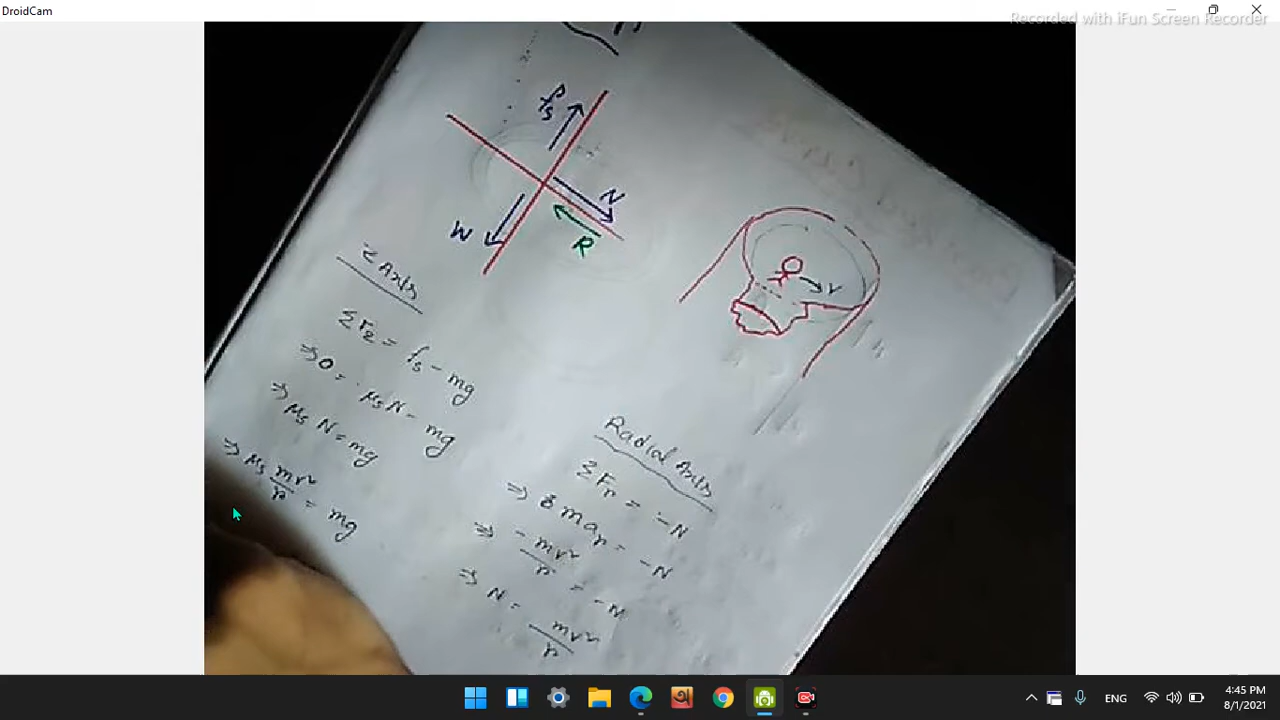 DroidCam
Recorded with iFun Screen Recorder
fs
N
W
R
v
Z Axis
ΣFz = fs - mg
⇒ 0 = μs N - mg
⇒ μs N = mg
⇒ μs mv²/r = mg
Radial Axis
ΣFr = -N
⇒ mar = -N
⇒ -mv²/r = -N
⇒ N = mv²/r
ENG
4:45 PM
8/1/2021